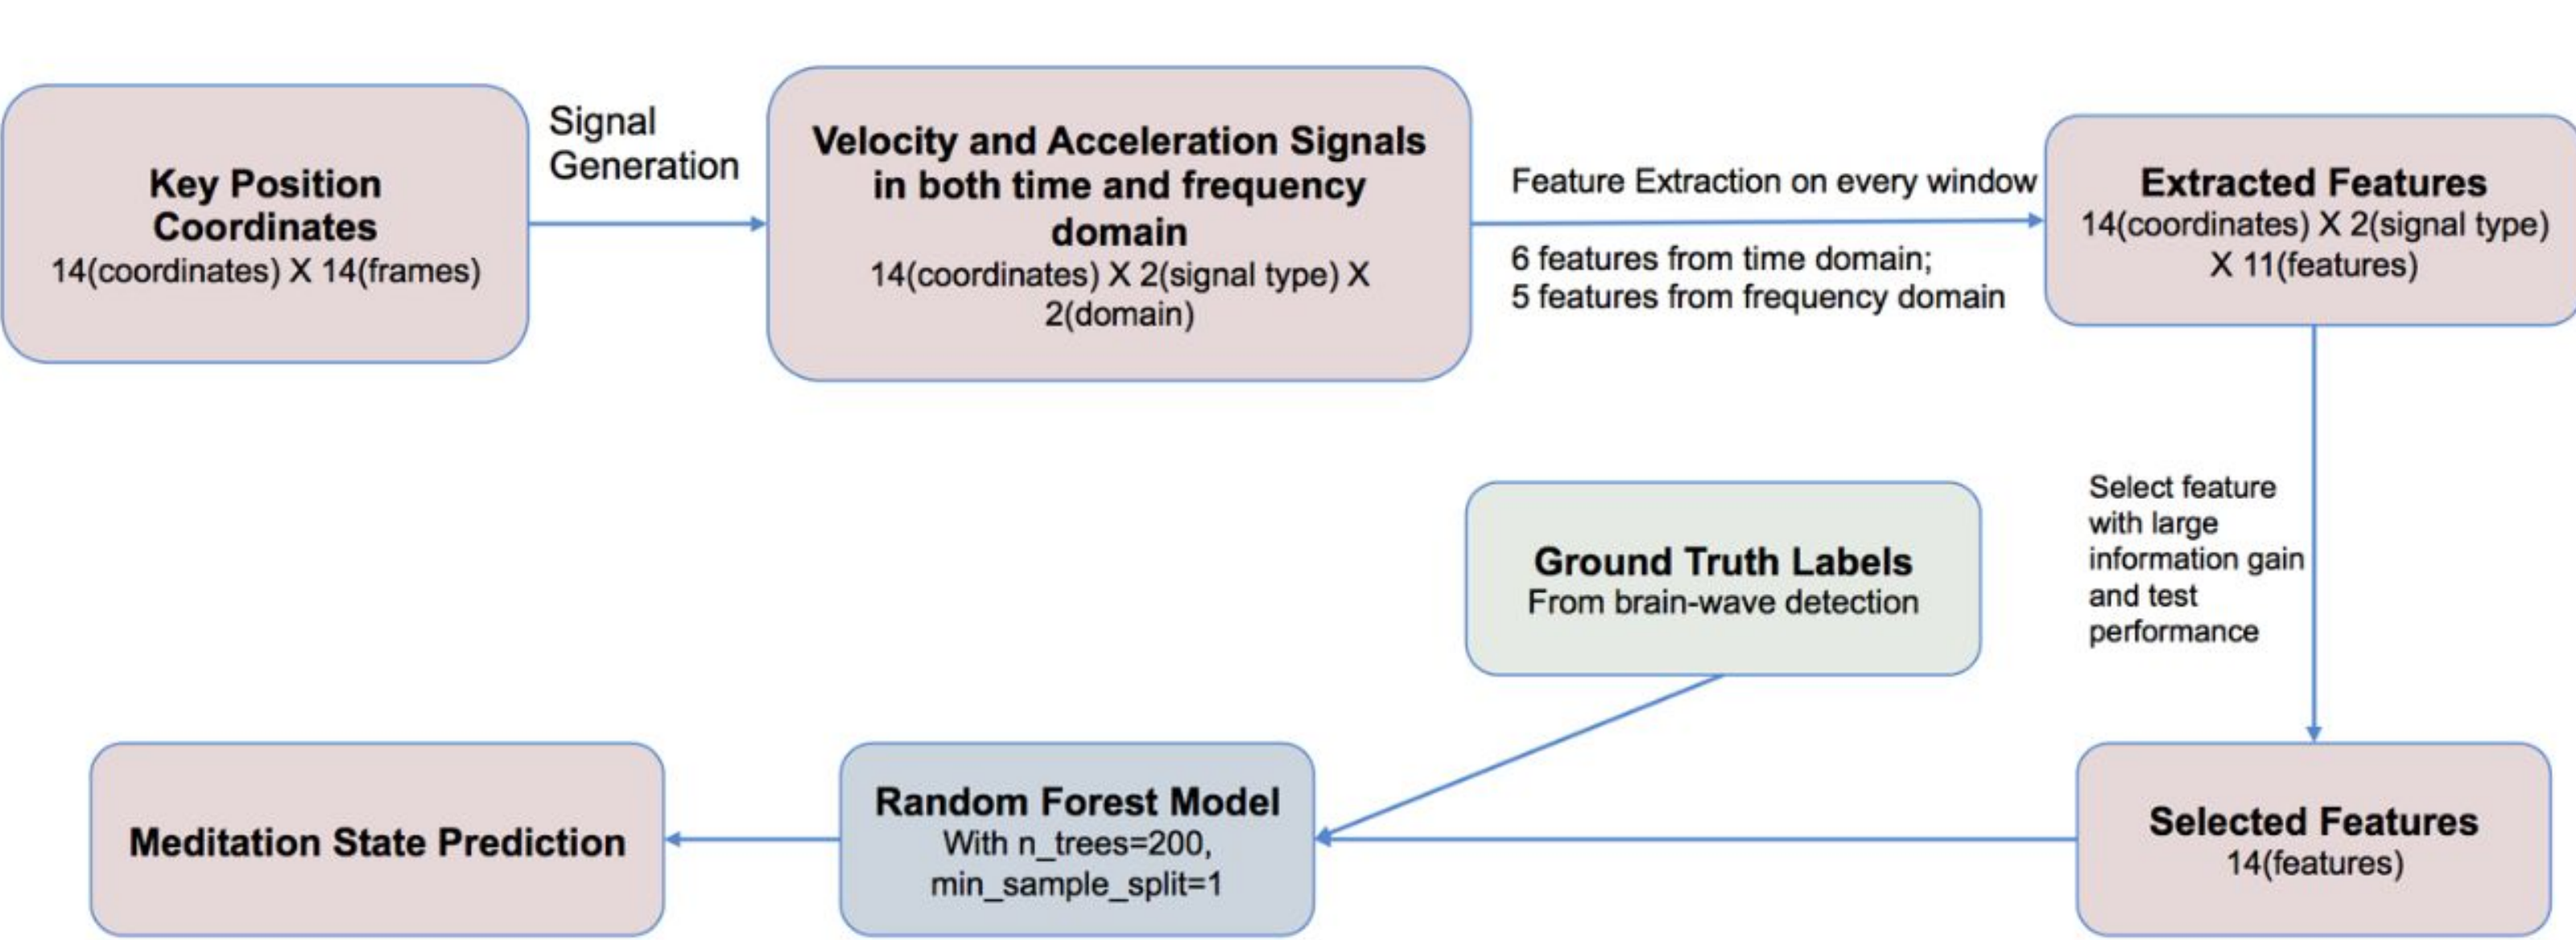 Key Position
Coordinates
14(coordinates) X 14(frames)
Signal
Generation
Velocity and Acceleration Signals
in both time and frequency
domain
14(coordinates) X 2(signal type) X
2(domain)
Feature Extraction on every window
6 features from time domain;
5 features from frequency domain
Extracted Features
14(coordinates) X 2(signal type)
X 11(features)
Select feature
with large
information gain
and test
performance
Ground Truth Labels
From brain-wave detection
Selected Features
14(features)
Random Forest Model
With n_trees=200,
min_sample_split=1
Meditation State Prediction